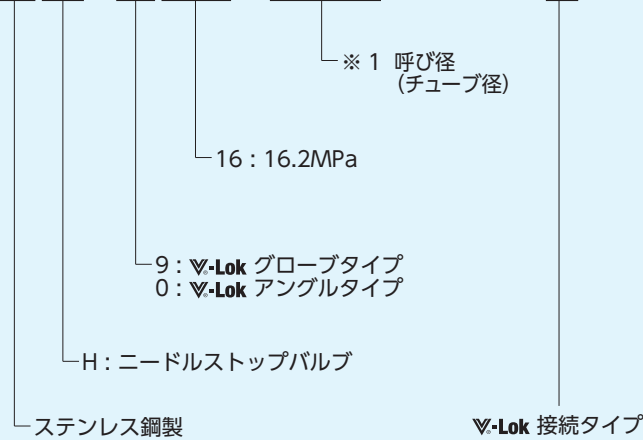 ※ 1 呼び径
(チューブ径)
16 : 16.2MPa
9 : V-Lok グローブタイプ
0 : V-Lok アングルタイプ
H : ニードルストップバルブ
ステンレス鋼製
V-Lok 接続タイプ